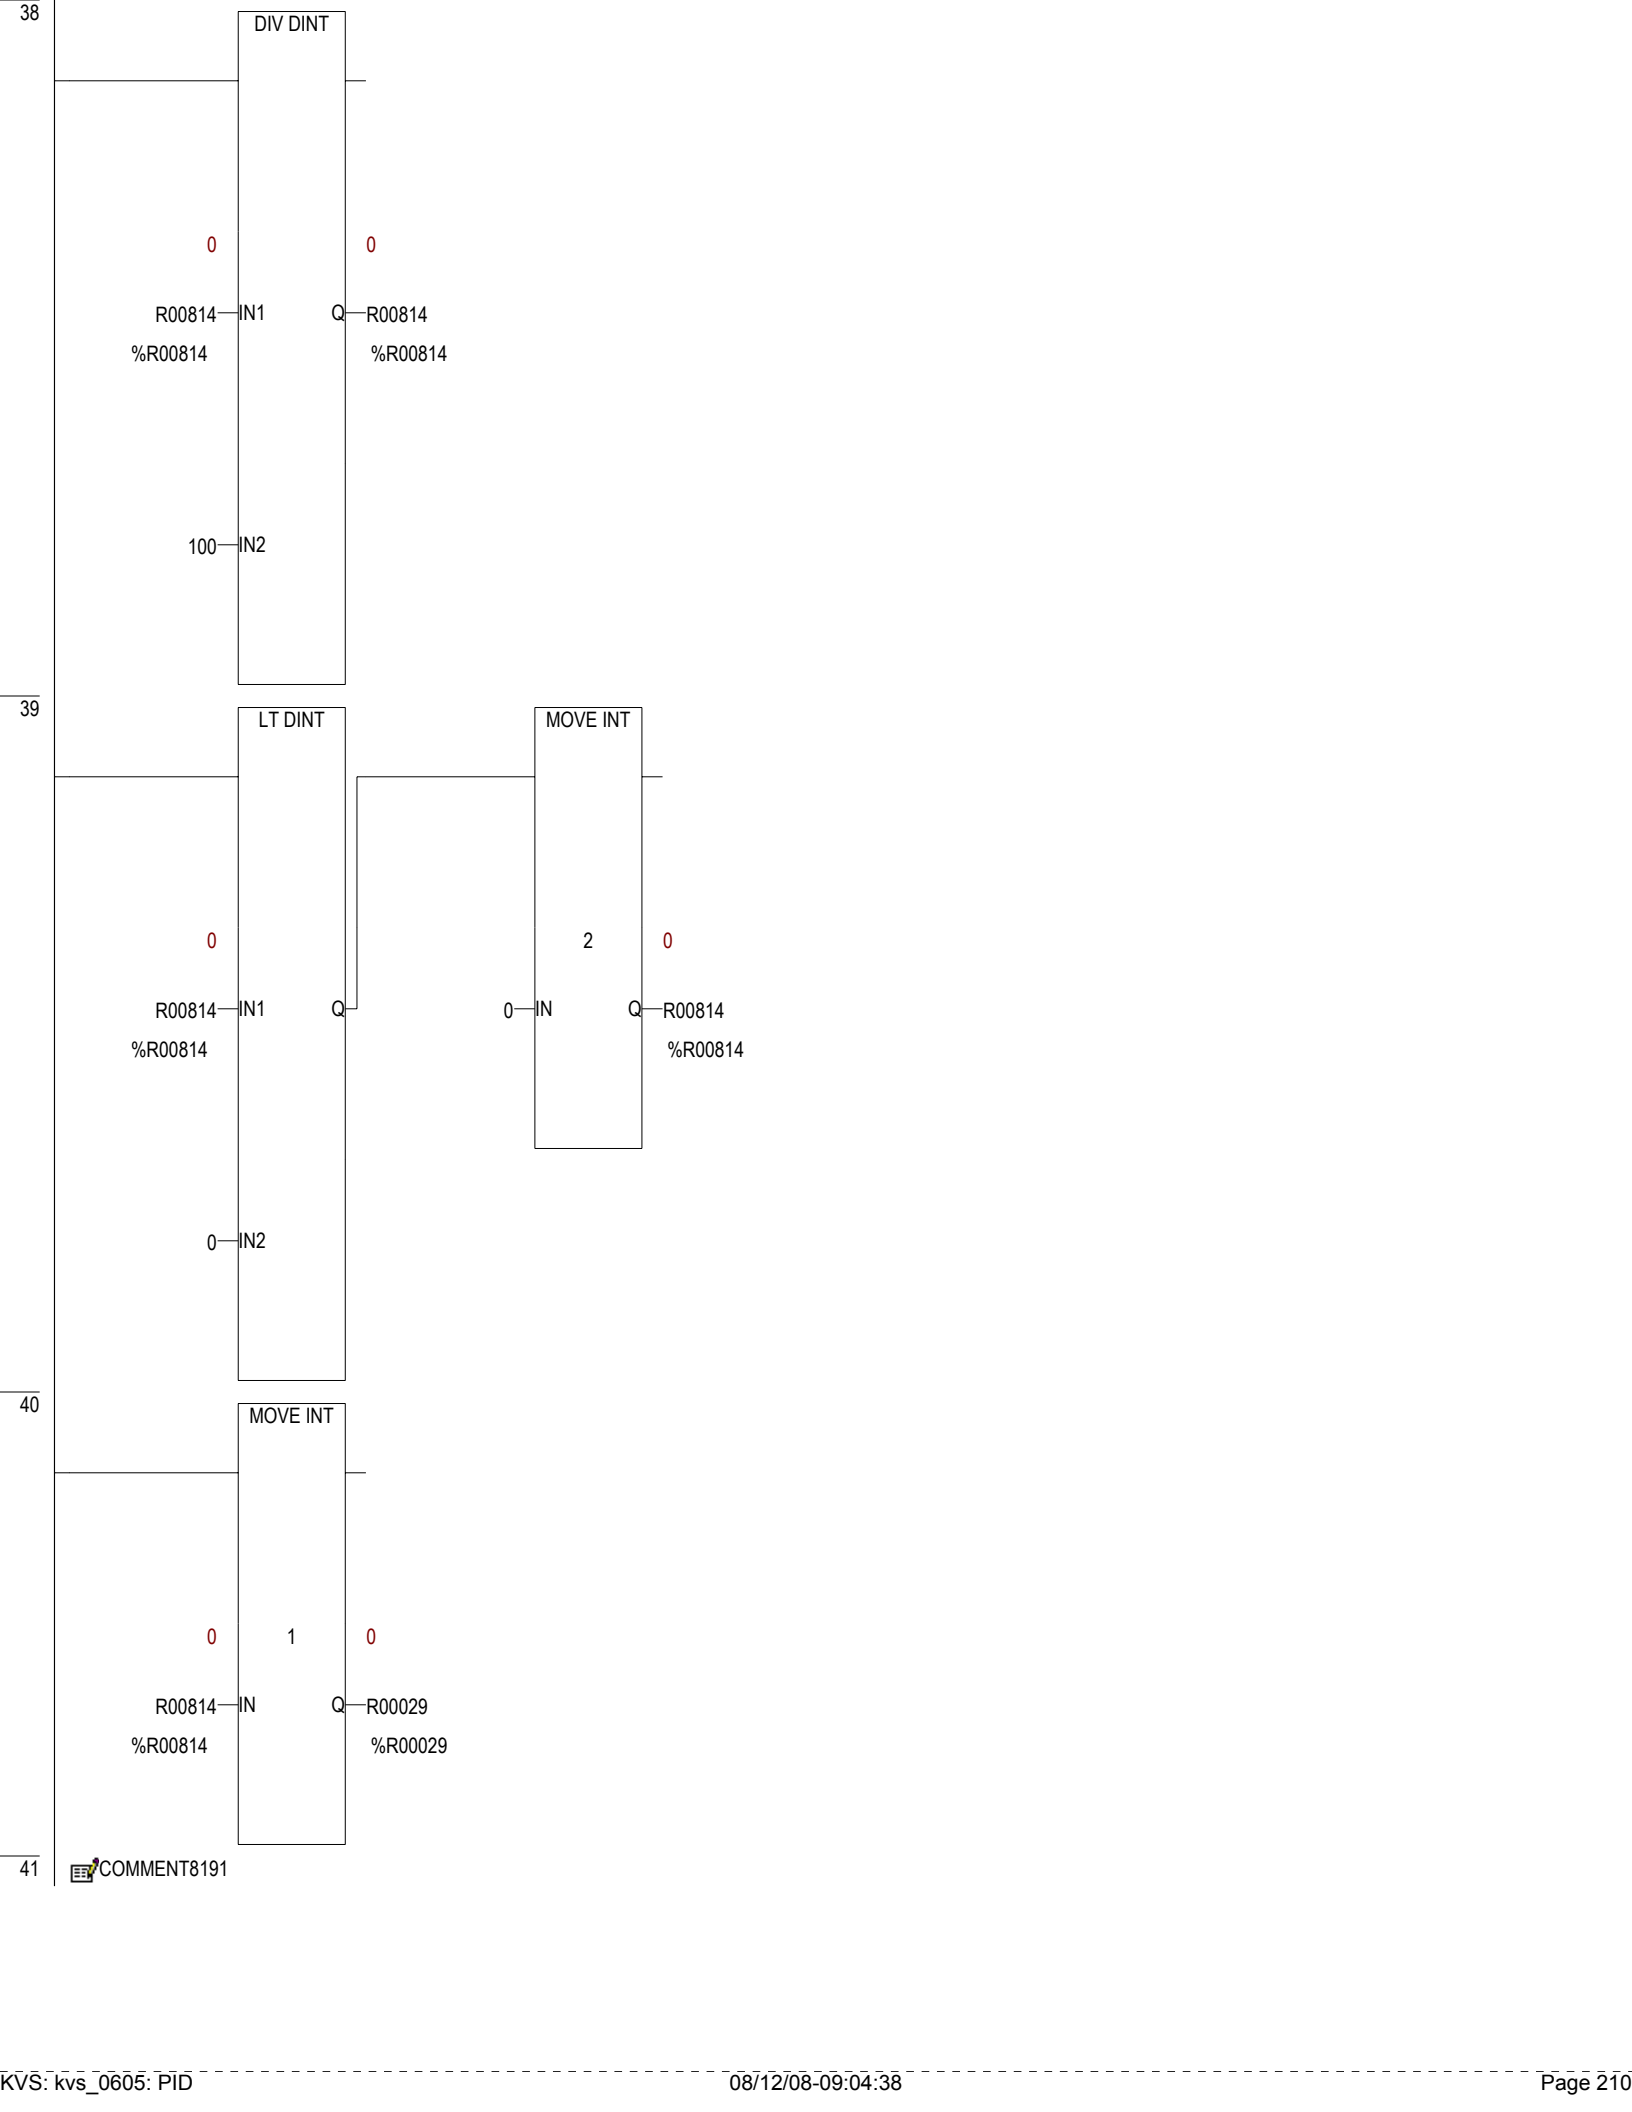 38
DIV DINT
0 0
R00814 IN1 Q R00814
%R00814 %R00814
100 IN2
39
LT DINT MOVE INT
0 2 0
R00814 IN1 Q 0 IN Q R00814
%R00814 %R00814
0 IN2
40
MOVE INT
0 1 0
R00814 IN Q R00029
%R00814 %R00029
41 COMMENT8191
KVS: kvs_0605: PID 08/12/08-09:04:38 Page 210